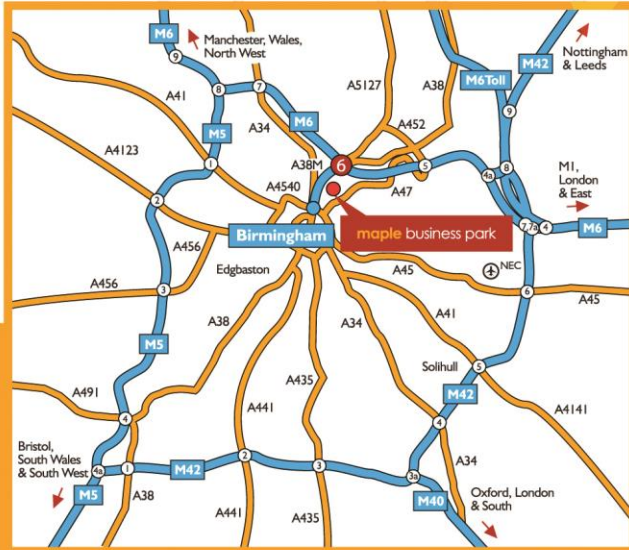 M6
Manchester, Wales,
North West
9
8
7
A41
M5
A34
M6
A5127
A38
M6Toll
M42
Nottingham
& Leeds
9
A452
A4123
1
A38M
6
5
4a
8
M1,
London
& East
A4540
A47
2
Birmingham
maple business park
7,7a
4
M6
A456
Edgbaston
A45
NEC
A456
3
6
A45
A38
A34
A41
M5
Solihull
5
A491
A435
A441
M42
A4141
4
4
Bristol,
South Wales
& South West
4a
1
M42
2
3
3a
A34
M5
A38
A441
A435
M40
Oxford, London
& South